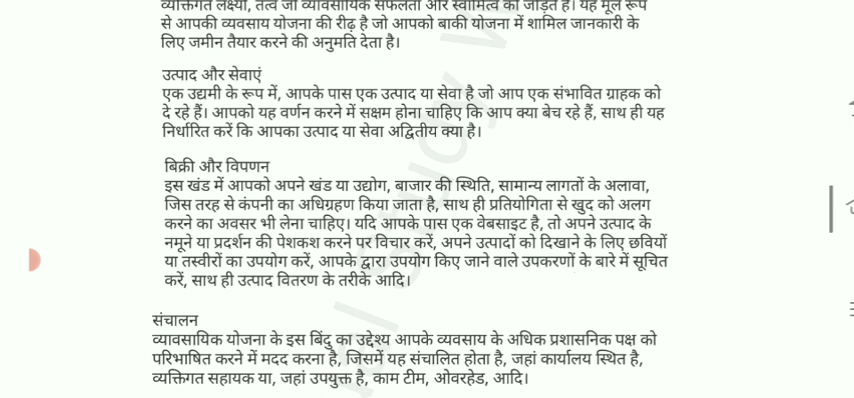 व्यक्तिगत लक्ष्यों, तत्व जो व्यावसायिक सफलता और स्वामित्व को जोड़ते हैं। यह मूल रूप
से आपकी व्यवसाय योजना की रीढ़ है जो आपको बाकी योजना में शामिल जानकारी के
लिए जमीन तैयार करने की अनुमति देता है।
उत्पाद और सेवाएं
एक उद्यमी के रूप में, आपके पास एक उत्पाद या सेवा है जो आप एक संभावित ग्राहक को
दे रहे हैं। आपको यह वर्णन करने में सक्षम होना चाहिए कि आप क्या बेच रहे हैं, साथ ही यह
निर्धारित करें कि आपका उत्पाद या सेवा अद्वितीय क्या है।
बिक्री और विपणन
इस खंड में आपको अपने खंड या उद्योग, बाजार की स्थिति, सामान्य लागतों के अलावा,
जिस तरह से कंपनी का अधिग्रहण किया जाता है, साथ ही प्रतियोगिता से खुद को अलग
करने का अवसर भी लेना चाहिए। यदि आपके पास एक वेबसाइट है, तो अपने उत्पाद के
नमूने या प्रदर्शन की पेशकश करने पर विचार करें, अपने उत्पादों को दिखाने के लिए छवियों
या तस्वीरों का उपयोग करें, आपके द्वारा उपयोग किए जाने वाले उपकरणों के बारे में सूचित
करें, साथ ही उत्पाद वितरण के तरीके आदि।
संचालन
व्यावसायिक योजना के इस बिंदु का उद्देश्य आपके व्यवसाय के अधिक प्रशासनिक पक्ष को
परिभाषित करने में मदद करना है, जिसमें यह संचालित होता है, जहां कार्यालय स्थित है,
व्यक्तिगत सहायक या, जहां उपयुक्त है, काम टीम, ओवरहेड, आदि।